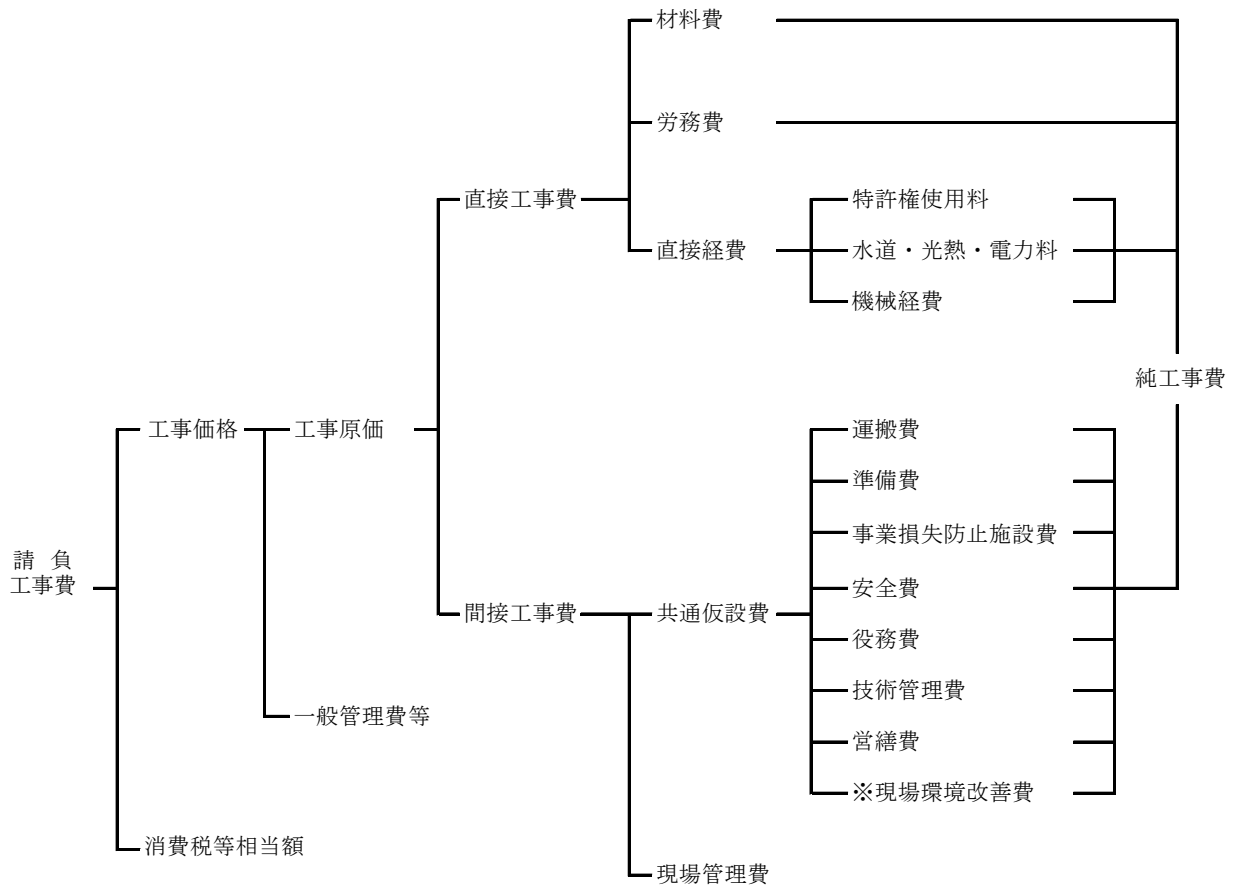 材料費
労務費
直接工事費
特許権使用料
直接経費
水道・光熱・電力料
機械経費
純工事費
工事価格
工事原価
運搬費
準備費
事業損失防止施設費
請 負
工事費
安全費
間接工事費
共通仮設費
役務費
技術管理費
一般管理費等
営繕費
※現場環境改善費
消費税等相当額
現場管理費